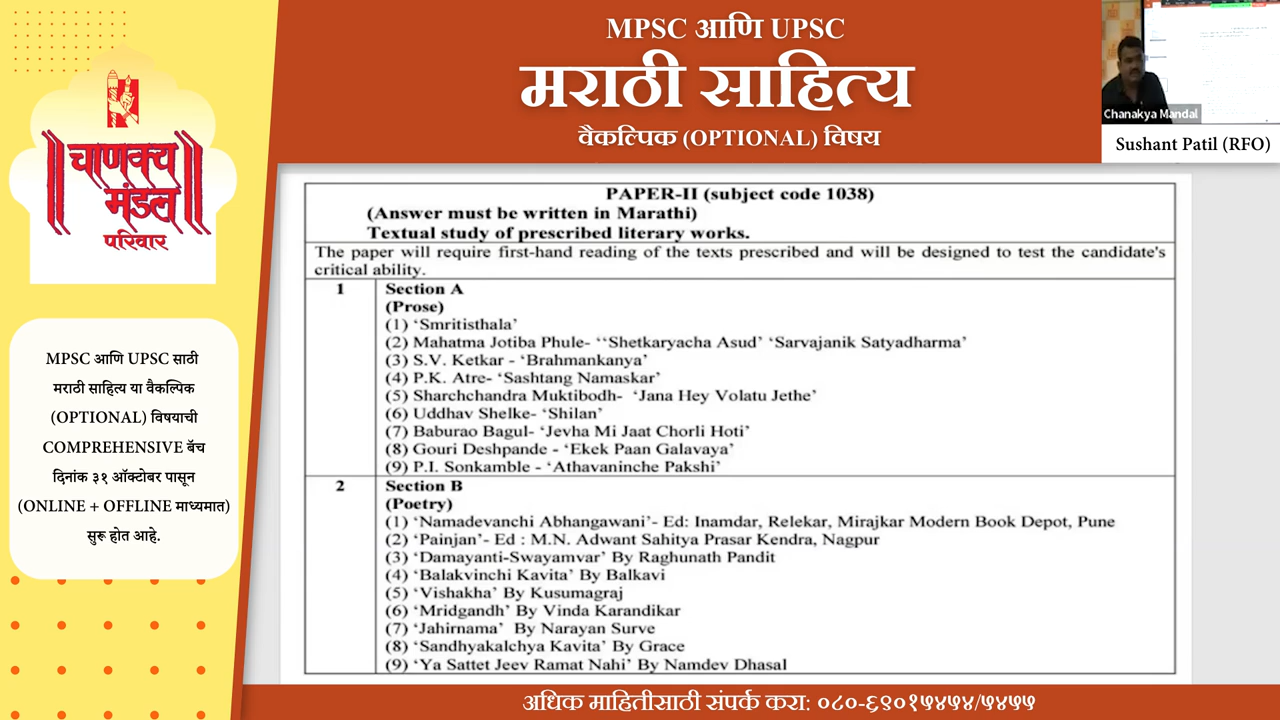 MPSC आणि UPSC
मराठी साहित्य
वैकल्पिक (OPTIONAL) विषय
Chanakya Mandal
Sushant Patil (RFO)
चाणक्य
मंडल
परिवार
MPSC आणि UPSC साठी
मराठी साहित्य या वैकल्पिक
(OPTIONAL) विषयाची
COMPREHENSIVE बॅच
दिनांक ३१ ऑक्टोबर पासून
(ONLINE + OFFLINE माध्यमात)
सुरू होत आहे.
PAPER-II (subject code 1038)
(Answer must be written in Marathi)
Textual study of prescribed literary works.
The paper will require first-hand reading of the texts prescribed and will be designed to test the candidate's
critical ability.
1 Section A
(Prose)
(1) ‘Smritisthala’
(2) Mahatma Jotiba Phule- ‘‘Shetkaryacha Asud’ ‘Sarvajanik Satyadharma’
(3) S.V. Ketkar - ‘Brahmankanya’
(4) P.K. Atre- ‘Sashtang Namaskar’
(5) Sharchchandra Muktibodh- ‘Jana Hey Volatu Jethe’
(6) Uddhav Shelke- ‘Shilan’
(7) Baburao Bagul- ‘Jevha Mi Jaat Chorli Hoti’
(8) Gouri Deshpande - ‘Ekek Paan Galavaya’
(9) P.I. Sonkamble - ‘Athavaninche Pakshi’
2 Section B
(Poetry)
(1) ‘Namadevanchi Abhangawani’- Ed: Inamdar, Relekar, Mirajkar Modern Book Depot, Pune
(2) ‘Painjan’- Ed : M.N. Adwant Sahitya Prasar Kendra, Nagpur
(3) ‘Damayanti-Swayamvar’ By Raghunath Pandit
(4) ‘Balakvinchi Kavita’ By Balkavi
(5) ‘Vishakha’ By Kusumagraj
(6) ‘Mridgandh’ By Vinda Karandikar
(7) ‘Jahirnama’ By Narayan Surve
(8) ‘Sandhyakalchya Kavita’ By Grace
(9) ‘Ya Sattet Jeev Ramat Nahi’ By Namdev Dhasal
अधिक माहितीसाठी संपर्क करा: ०८०-६९०१५४५४/५४५५